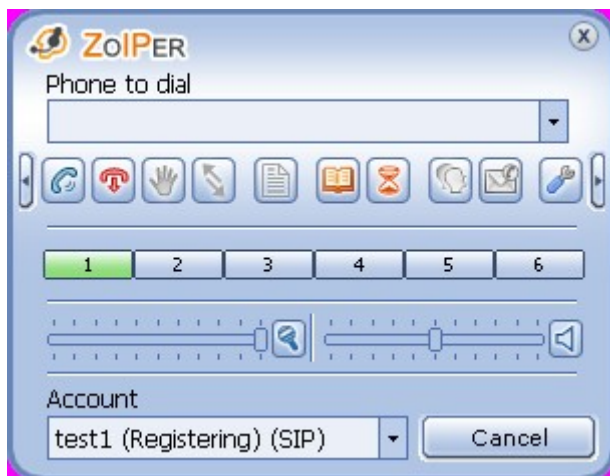 ZoIPER
Phone to dial
1 2 3 4 5 6
Account
test1 (Registering) (SIP)
Cancel